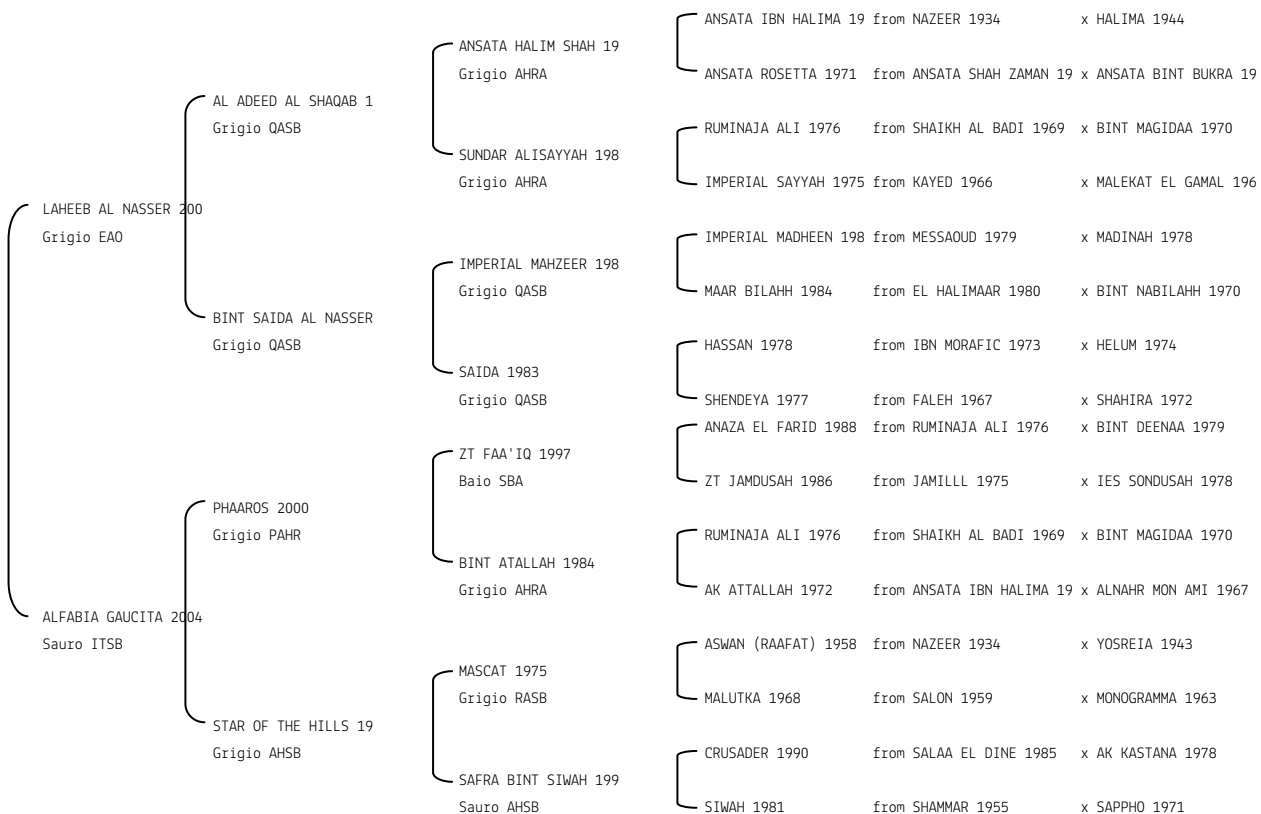 ANSATA IBN HALIMA 19 from NAZEER 1934 x HALIMA 1944
ANSATA HALIM SHAH 19
Grigio AHRA
ANSATA ROSETTA 1971 from ANSATA SHAH ZAMAN 19 x ANSATA BINT BUKRA 19
AL ADEED AL SHAQAB 1
Grigio QASB
RUMINAJA ALI 1976 from SHAIKH AL BADI 1969 x BINT MAGIDAA 1970
SUNDAR ALISAYYAH 198
Grigio AHRA
IMPERIAL SAYYAH 1975 from KAYED 1966 x MALEKAT EL GAMAL 196
LAHEEB AL NASSER 200
Grigio EAO
IMPERIAL MADHEEN 198 from MESSAOUD 1979 x MADINAH 1978
IMPERIAL MAHZEER 198
Grigio QASB
MAAR BILAHH 1984 from EL HALIMAAR 1980 x BINT NABILAHH 1970
BINT SAIDA AL NASSER
Grigio QASB
HASSAN 1978 from IBN MORAFIC 1973 x HELUM 1974
SAIDA 1983
Grigio QASB
SHENDEYA 1977 from FALEH 1967 x SHAHIRA 1972
ANAZA EL FARID 1988 from RUMINAJA ALI 1976 x BINT DEENAA 1979
ZT FAA'IQ 1997
Baio SBA
ZT JAMDUSAH 1986 from JAMILLL 1975 x IES SONDUSAH 1978
PHAAROS 2000
Grigio PAHR
RUMINAJA ALI 1976 from SHAIKH AL BADI 1969 x BINT MAGIDAA 1970
BINT ATALLAH 1984
Grigio AHRA
AK ATTALLAH 1972 from ANSATA IBN HALIMA 19 x ALNAHR MON AMI 1967
ALFABIA GAUCITA 2004
Sauro ITSB
ASWAN (RAAFAT) 1958 from NAZEER 1934 x YOSREIA 1943
MASCAT 1975
Grigio RASB
MALUTKA 1968 from SALON 1959 x MONOGRAMMA 1963
STAR OF THE HILLS 19
Grigio AHSB
CRUSADER 1990 from SALAA EL DINE 1985 x AK KASTANA 1978
SAFRA BINT SIWAH 199
Sauro AHSB
SIWAH 1981 from SHAMMAR 1955 x SAPPHO 1971